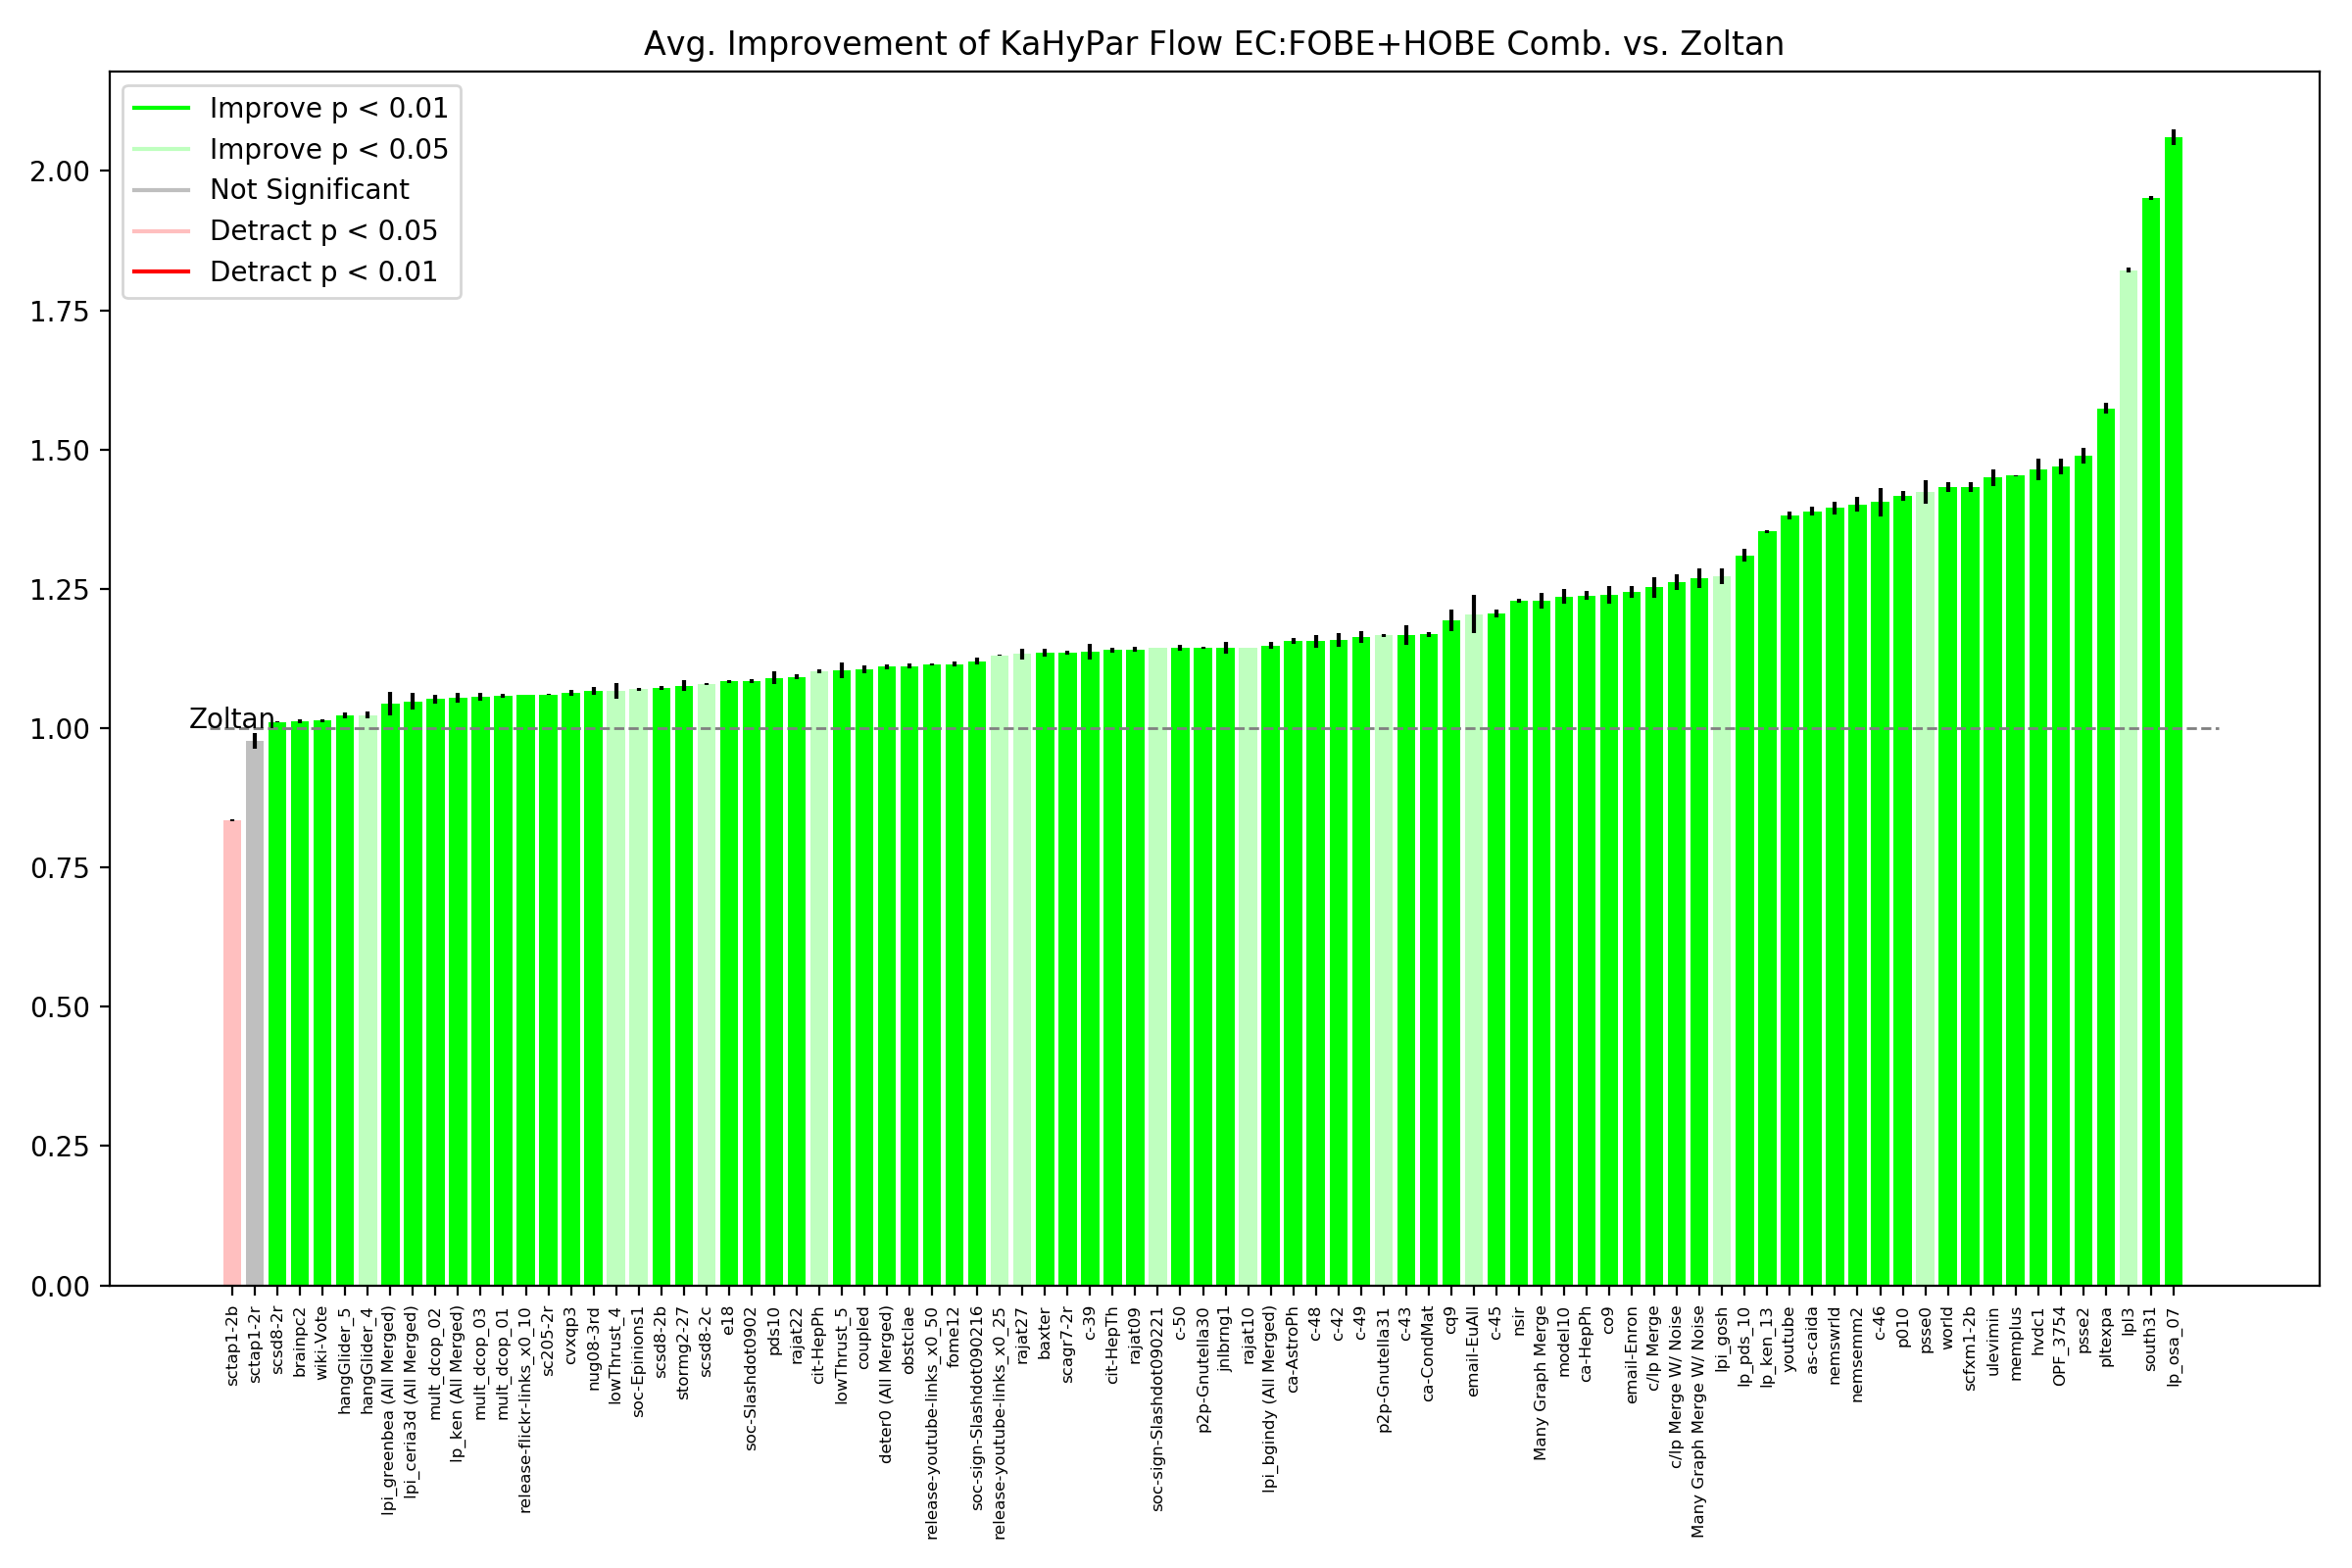 Avg. Improvement of KaHyPar Flow EC:FOBE+HOBE Comb. vs. Zoltan
Improve p < 0.01
Improve p < 0.05
Not Significant
Detract p < 0.05
Detract p < 0.01
2.00
1.75
1.50
1.25
1.00
0.75
0.50
0.25
0.00
Zoltan
sctap1-2b
sctap1-2r
scsd8-2r
brainpc2
wiki-Vote
hangGlider_5
hangGlider_4
lpi_greenbea (All Merged)
lpi_ceria3d (All Merged)
mult_dcop_02
lp_ken (All Merged)
mult_dcop_03
mult_dcop_01
release-flickr-links_x0_10
sc205-2r
cvxqp3
nug08-3rd
lowThrust_4
soc-Epinions1
scsd8-2b
stormg2-27
scsd8-2c
e18
soc-Slashdot0902
pds10
rajat22
cit-HepPh
lowThrust_5
coupled
deter0 (All Merged)
obstclae
release-youtube-links_x0_50
fome12
soc-sign-Slashdot090216
release-youtube-links_x0_25
rajat27
baxter
scagr7-2r
c-39
cit-HepTh
rajat09
soc-sign-Slashdot090221
c-50
p2p-Gnutella30
jnlbrng1
rajat10
lpi_bgindy (All Merged)
ca-AstroPh
c-48
c-42
c-49
p2p-Gnutella31
c-43
ca-CondMat
cq9
email-EuAll
c-45
nsir
Many Graph Merge
model10
ca-HepPh
co9
email-Enron
c/lp Merge
c/lp Merge W/ Noise
Many Graph Merge W/ Noise
lpi_gosh
lp_pds_10
lp_ken_13
youtube
as-caida
nemswrld
nemsemm2
c-46
p010
psse0
world
scfxm1-2b
ulevimin
memplus
hvdc1
OPF_3754
psse2
pltexpa
lpl3
south31
lp_osa_07